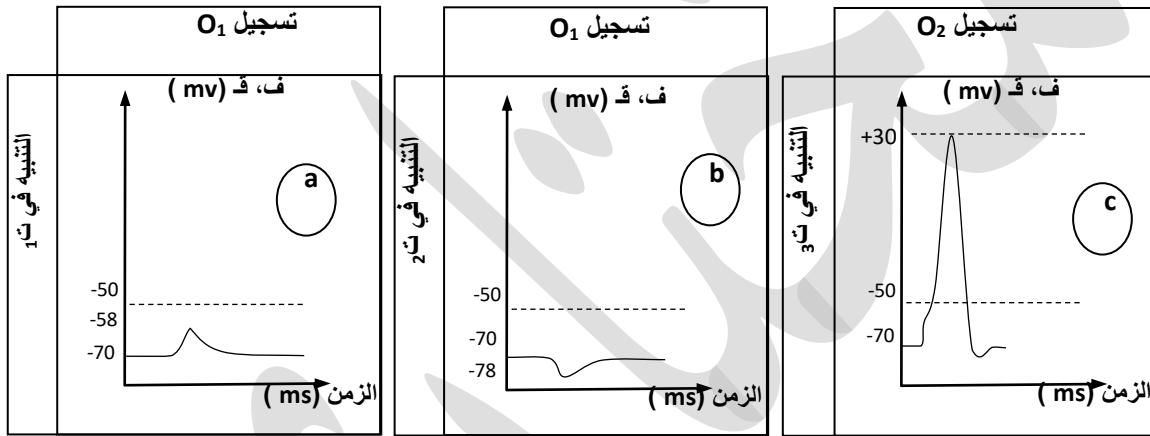 تسجيل O₁
ف، قـ (mv)
التنبيه في ت₁
a
-50
-58
-70
الزمن (ms)
تسجيل O₁
ف، قـ (mv)
التنبيه في ت₂
b
-50
-70
-78
الزمن (ms)
تسجيل O₂
ف، قـ (mv)
التنبيه في ت₃
+30
c
-50
-70
الزمن (ms)